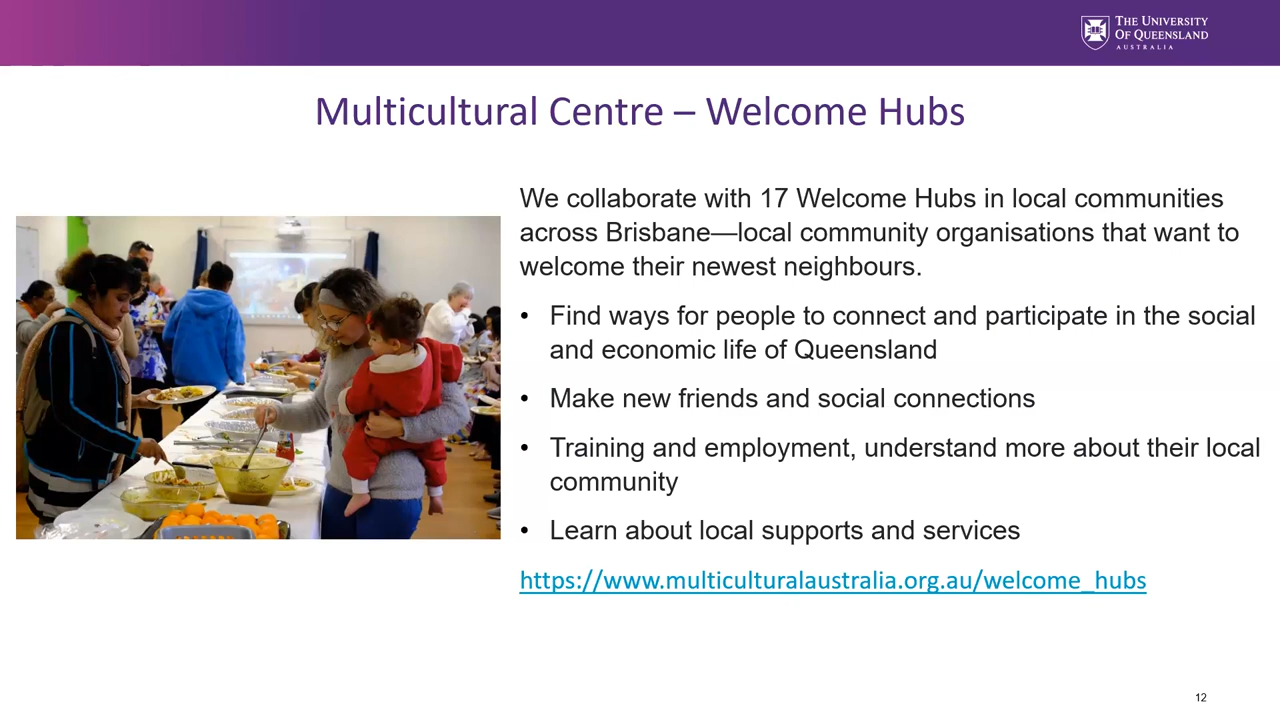 THE UNIVERSITY
OF QUEENSLAND
AUSTRALIA
Multicultural Centre – Welcome Hubs
We collaborate with 17 Welcome Hubs in local communities
across Brisbane—local community organisations that want to
welcome their newest neighbours.
• Find ways for people to connect and participate in the social
and economic life of Queensland
• Make new friends and social connections
• Training and employment, understand more about their local
community
• Learn about local supports and services
https://www.multiculturalaustralia.org.au/welcome_hubs
12